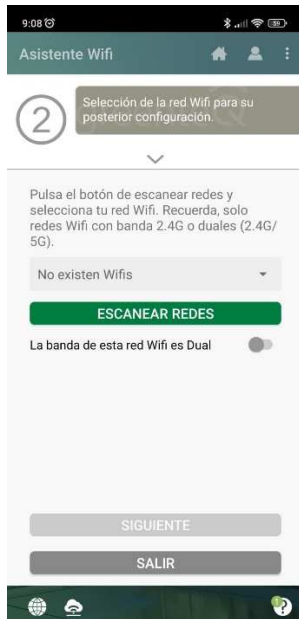 9:08
39
Asistente Wifi
2
Selección de la red Wifi para su
posterior configuración.
Pulsa el botón de escanear redes y
selecciona tu red Wifi. Recuerda, solo
redes Wifi con banda 2.4G o duales (2.4G/
5G).
No existen Wifis
ESCANEAR REDES
La banda de esta red Wifi es Dual
SIGUIENTE
SALIR
1
?